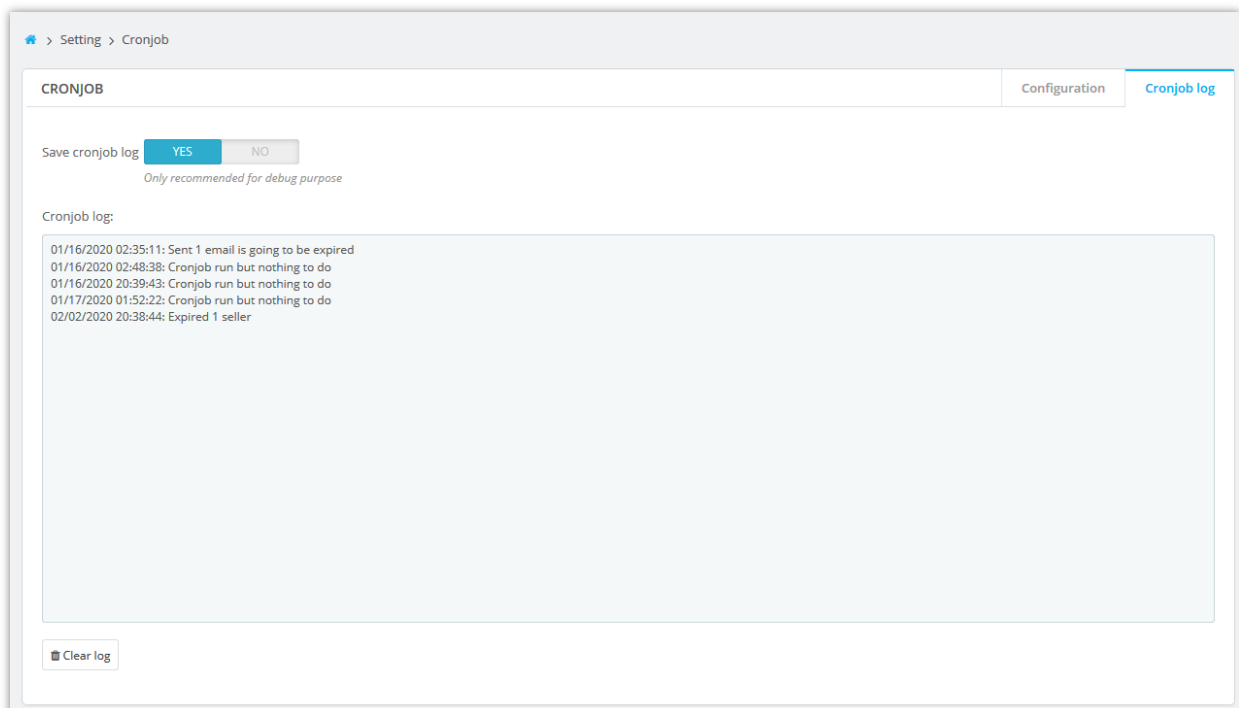 > Setting > Cronjob
CRONJOB
Configuration
Cronjob log
Save cronjob log
YES
NO
Only recommended for debug purpose
Cronjob log:
01/16/2020 02:35:11: Sent 1 email is going to be expired
01/16/2020 02:48:38: Cronjob run but nothing to do
01/16/2020 20:39:43: Cronjob run but nothing to do
01/17/2020 01:52:22: Cronjob run but nothing to do
02/02/2020 20:38:44: Expired 1 seller
Clear log